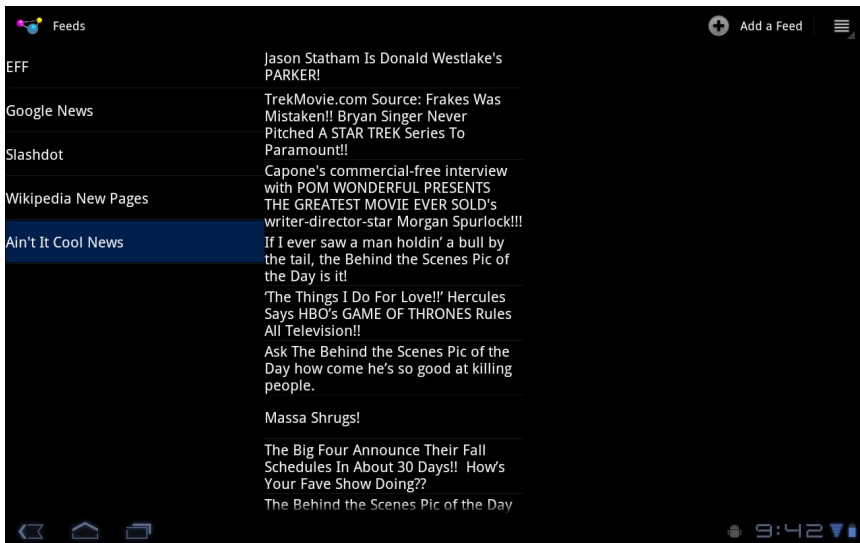 Feeds
Add a Feed
EFF
Google News
Slashdot
Wikipedia New Pages
Ain't It Cool News
Jason Statham Is Donald Westlake's
PARKER!
TrekMovie.com Source: Frakes Was
Mistaken!! Bryan Singer Never
Pitched A STAR TREK Series To
Paramount!!
Capone's commercial-free interview
with POM WONDERFUL PRESENTS
THE GREATEST MOVIE EVER SOLD's
writer-director-star Morgan Spurlock!!!
If I ever saw a man holdin’ a bull by
the tail, the Behind the Scenes Pic of
the Day is it!
‘The Things I Do For Love!!’ Hercules
Says HBO’s GAME OF THRONES Rules
All Television!!
Ask The Behind the Scenes Pic of the
Day how come he’s so good at killing
people.
Massa Shrugs!
The Big Four Announce Their Fall
Schedules In About 30 Days!!  How’s
Your Fave Show Doing??
The Behind the Scenes Pic of the Day
9:42